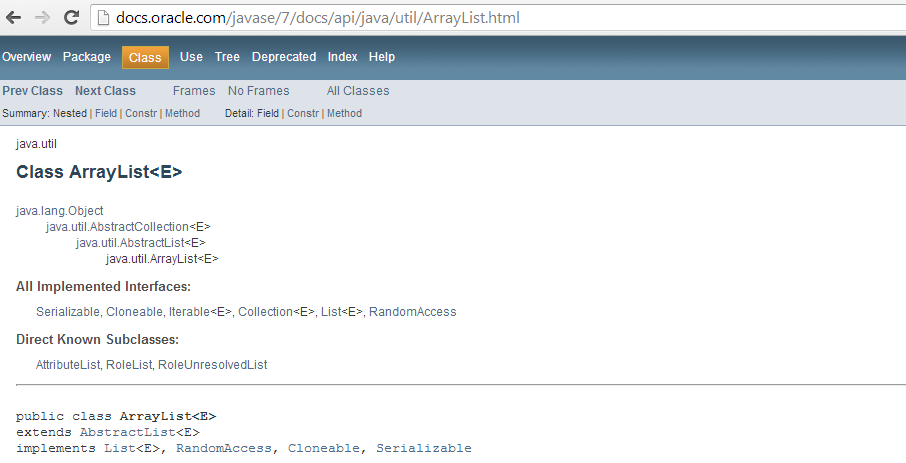 docs.oracle.com/javase/7/docs/api/java/util/ArrayList.html
Overview Package Class Use Tree Deprecated Index Help
Prev Class Next Class Frames No Frames All Classes
Summary: Nested | Field | Constr | Method Detail: Field | Constr | Method
java.util
Class ArrayList<E>
java.lang.Object
java.util.AbstractCollection<E>
java.util.AbstractList<E>
java.util.ArrayList<E>
All Implemented Interfaces:
Serializable, Cloneable, Iterable<E>, Collection<E>, List<E>, RandomAccess
Direct Known Subclasses:
AttributeList, RoleList, RoleUnresolvedList
public class ArrayList<E>
extends AbstractList<E>
implements List<E>, RandomAccess, Cloneable, Serializable